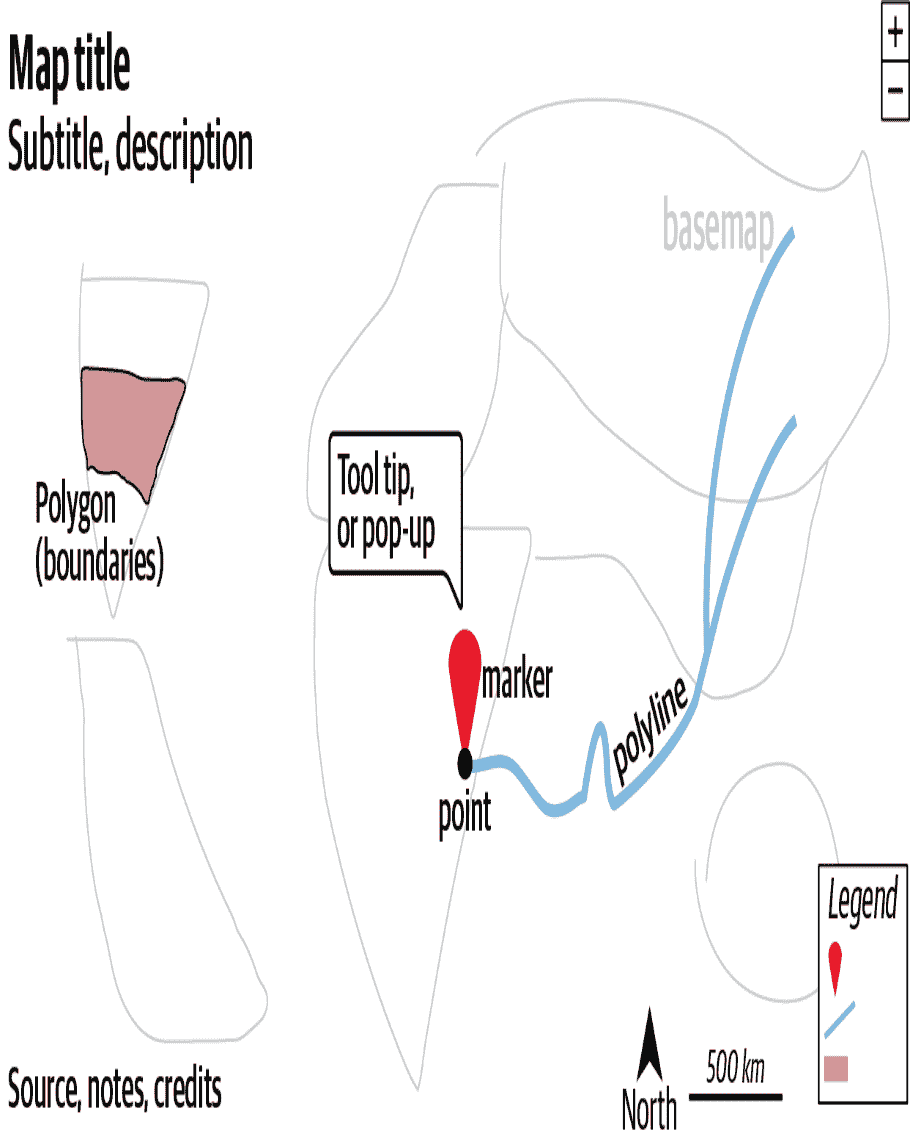 Map title
Subtitle, description
+
−
basemap
Tool tip,
or pop-up
Polygon
(boundaries)
marker
polyline
point
Legend
Source, notes, credits
North
500 km